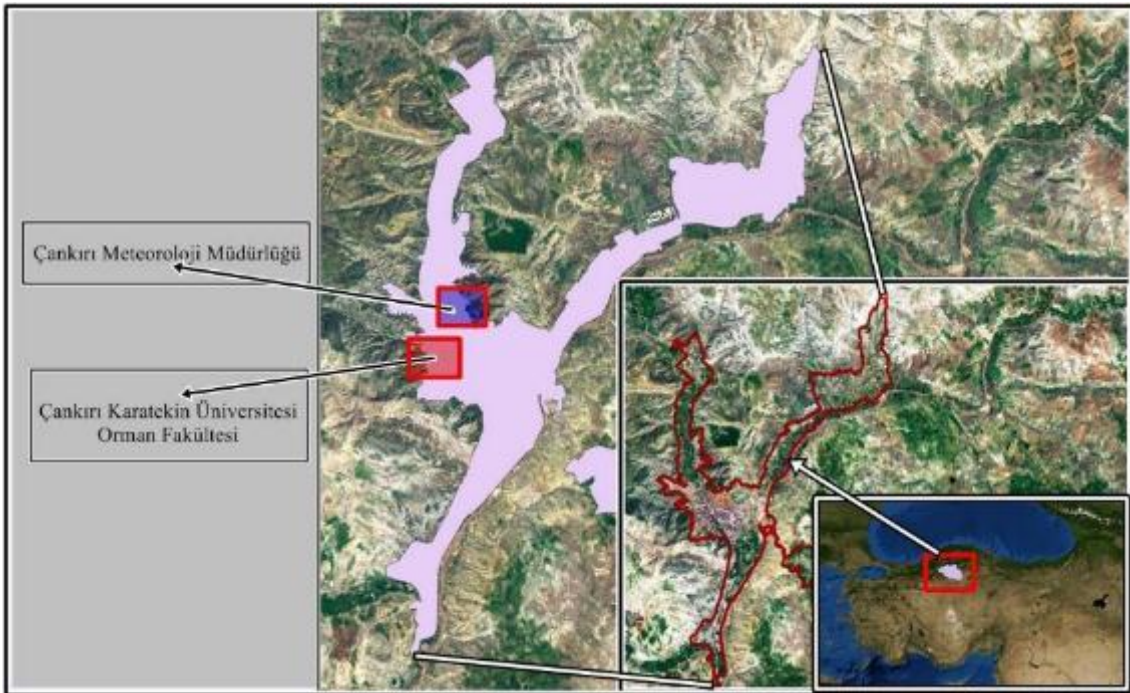 Çankırı Meteoroloji Müdürlüğü
Çankırı Karatekin Üniversitesi
Orman Fakültesi